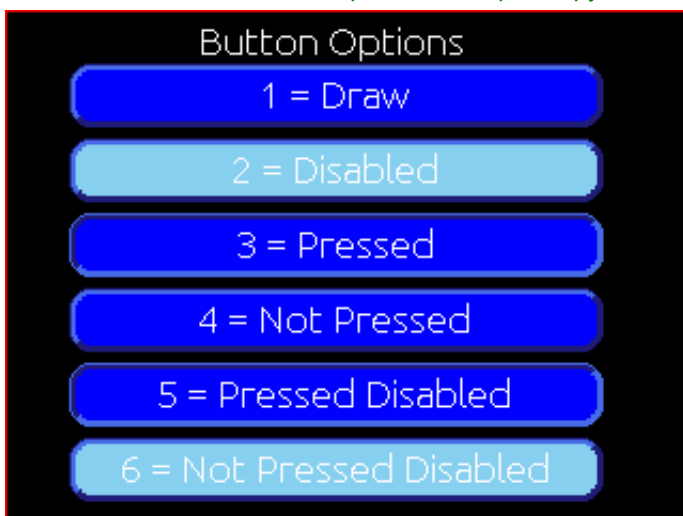 Button Options
1 = Draw
2 = Disabled
3 = Pressed
4 = Not Pressed
5 = Pressed Disabled
6 = Not Pressed Disabled